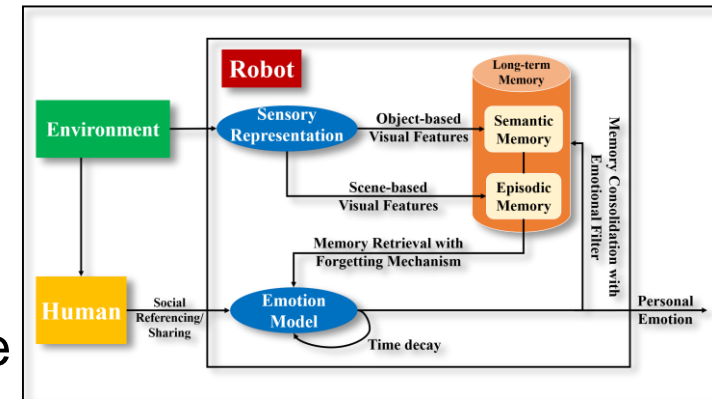 Robot
Long-term
Memory
Environment
Sensory
Representation
Object-based
Visual Features
Semantic
Memory
Scene-based
Visual Features
Episodic
Memory
Memory Consolidation with
Emotional Filter
Memory Retrieval with
Forgetting Mechanism
Human
Social
Referencing/
Sharing
Emotion
Model
Time decay
Personal
Emotion
e